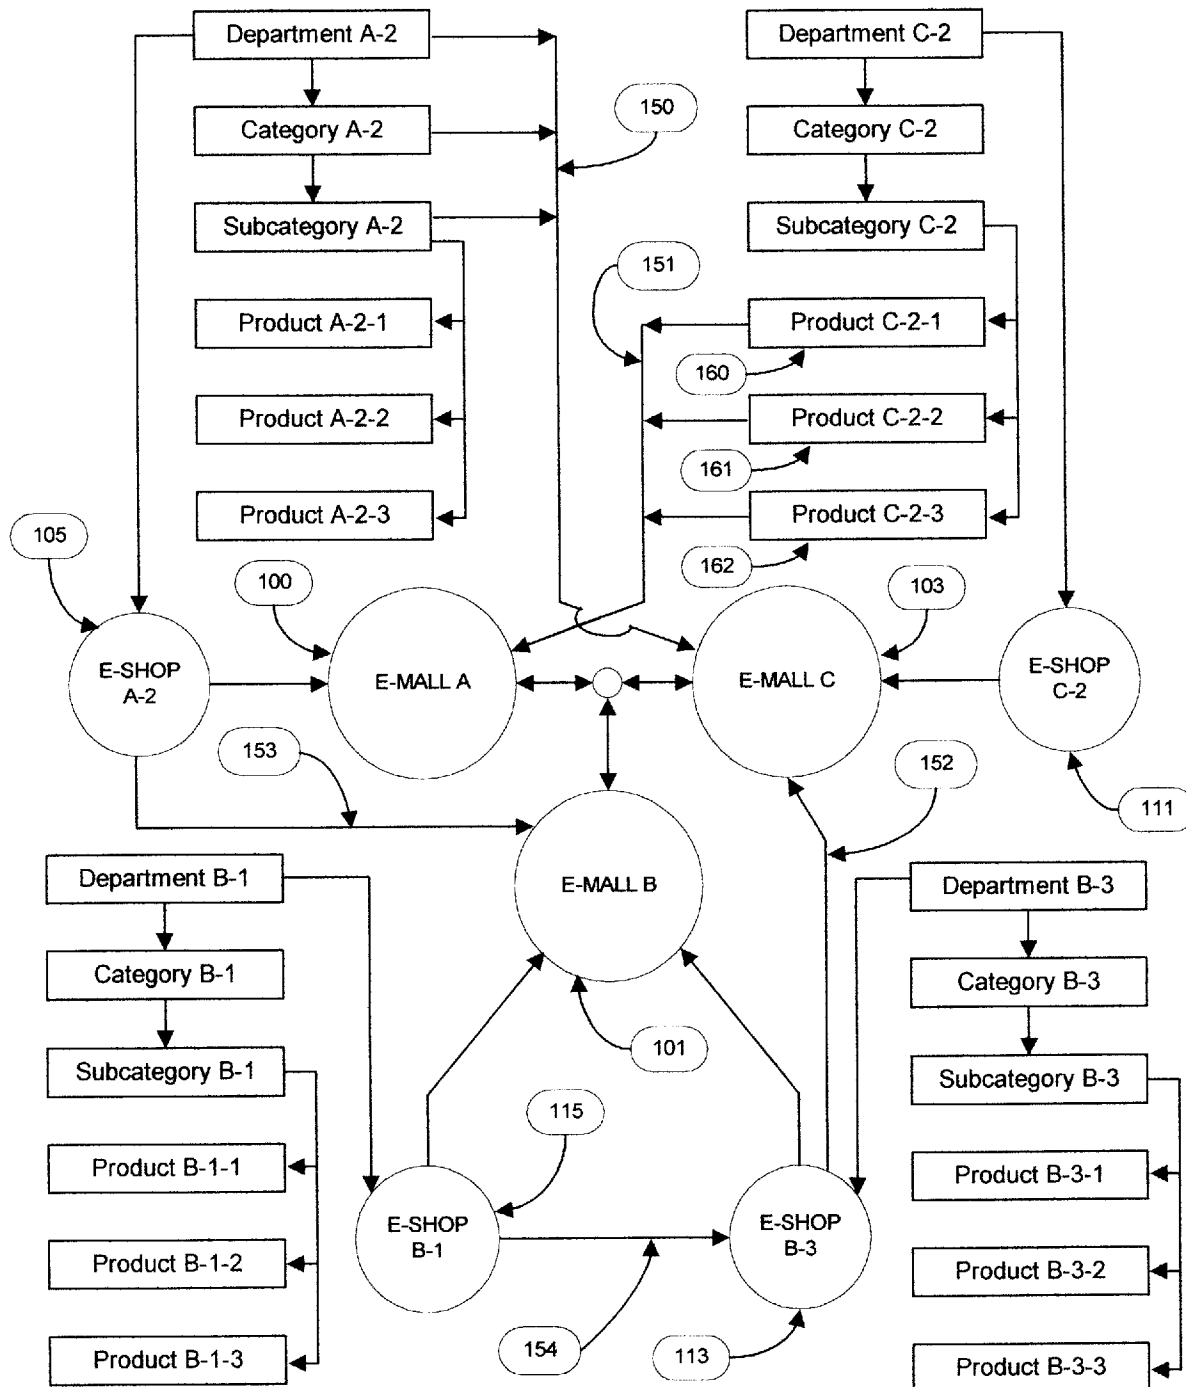 Department A-2
Department C-2
150
Category A-2
Category C-2
Subcategory A-2
Subcategory C-2
151
Product A-2-1
Product C-2-1
160
Product A-2-2
Product C-2-2
161
Product A-2-3
Product C-2-3
105
162
100
103
E-SHOP
A-2
E-MALL A
E-MALL C
E-SHOP
C-2
153
152
111
Department B-1
E-MALL B
Department B-3
Category B-1
Category B-3
101
Subcategory B-1
Subcategory B-3
115
Product B-1-1
Product B-3-1
E-SHOP
B-1
E-SHOP
B-3
Product B-1-2
Product B-3-2
154
113
Product B-1-3
Product B-3-3